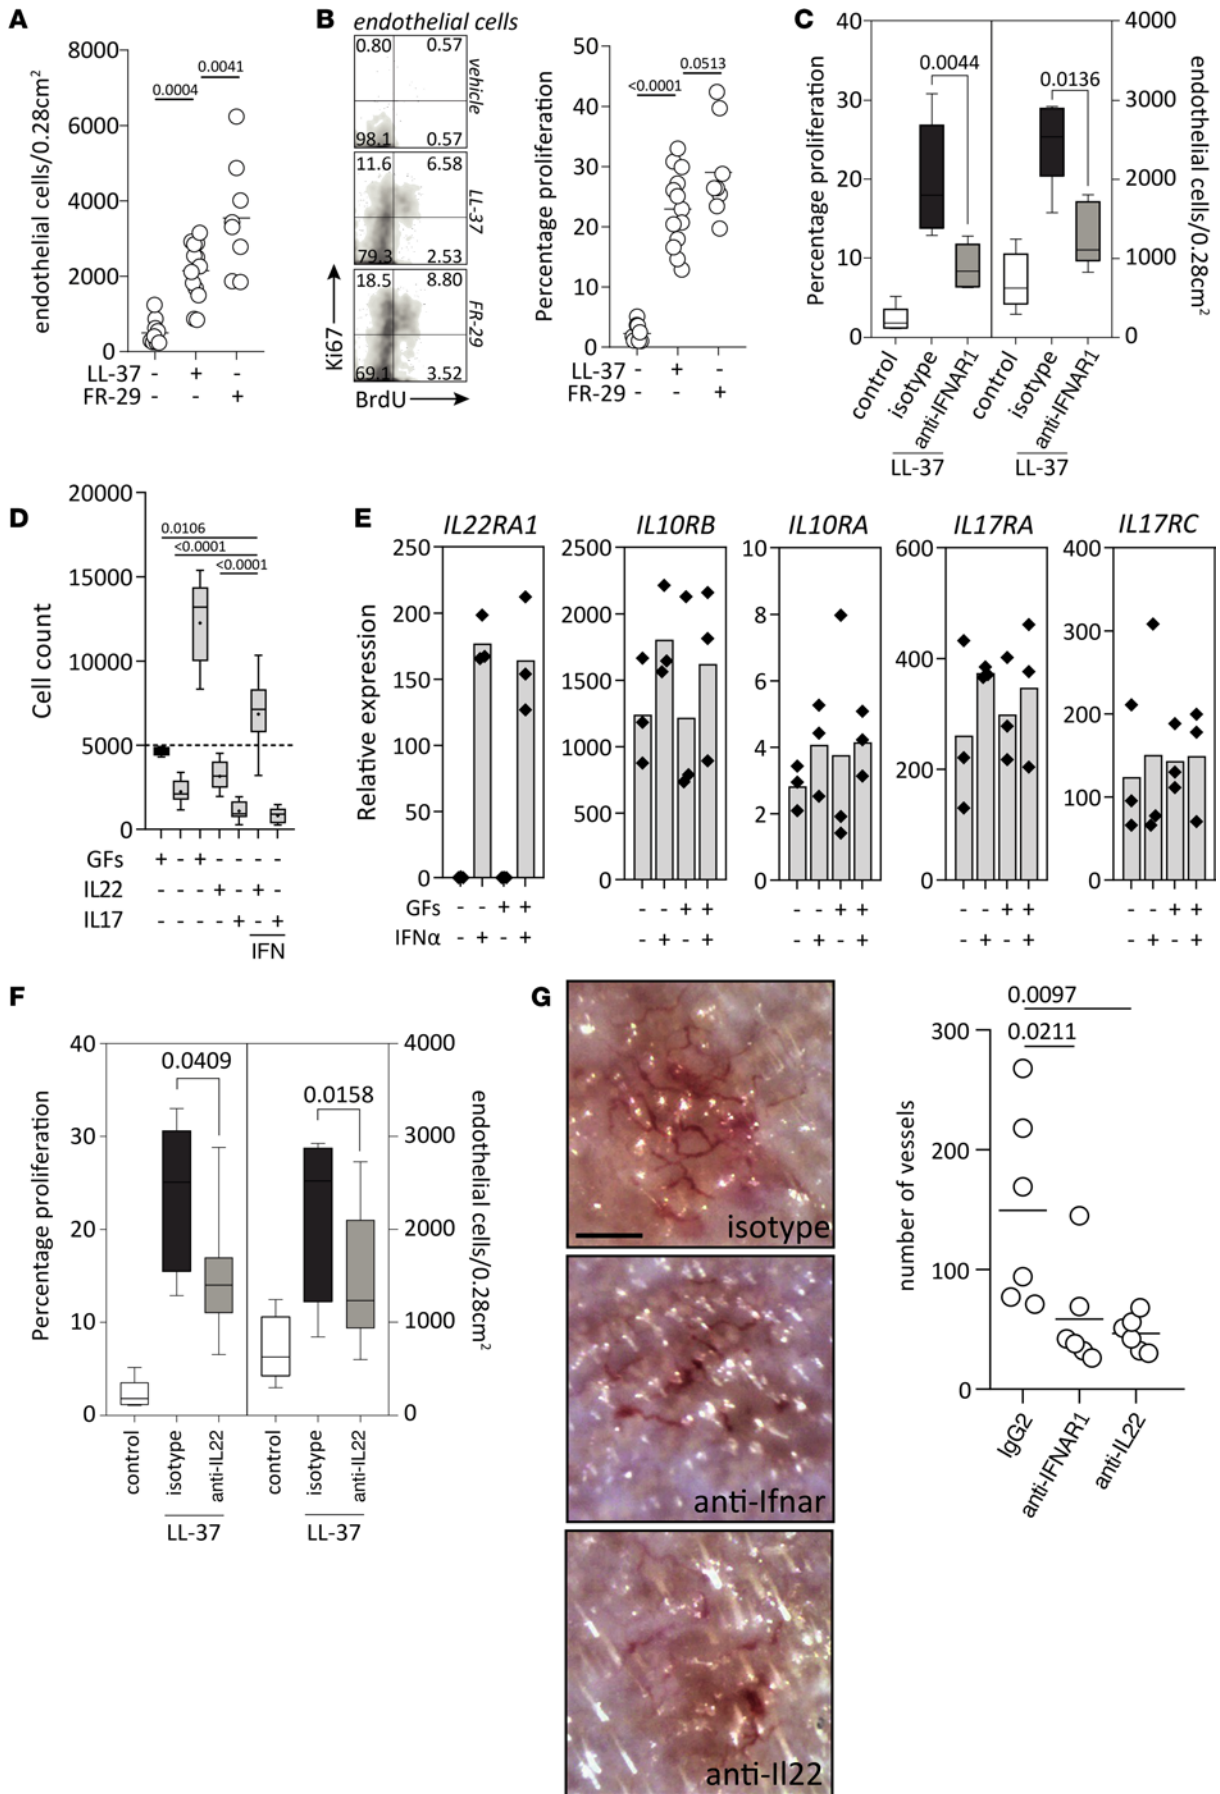 A
8000
6000
4000
2000
0
endothelial cells/0.28cm²
0.0004
0.0041
LL-37 - + -
FR-29 - - +
B
endothelial cells
0.80 0.57
98.1 0.57
vehicle
11.6 6.58
79.3 2.53
LL-37
18.5 8.80
69.1 3.52
FR-29
Ki67
BrdU
50
40
30
20
10
0
Percentage proliferation
<0.0001
0.0513
LL-37 - + -
FR-29 - - +
C
40
30
20
10
0
Percentage proliferation
4000
3000
2000
1000
0
endothelial cells/0.28cm²
0.0044
0.0136
control
isotype
anti-IFNAR1
control
isotype
anti-IFNAR1
LL-37
LL-37
D
20000
15000
10000
5000
0
Cell count
0.0106
<0.0001
<0.0001
GFs + - + - - - -
IL22 - - - + - + -
IL17 - - - - + - +
IFN
E
Relative expression
IL22RA1
250
200
150
100
50
0
IL10RB
2500
2000
1500
1000
500
0
IL10RA
10
8
6
4
2
0
IL17RA
600
400
200
0
IL17RC
400
300
200
100
0
GFs - - + + - - + + - - + + - - + + - - + +
IFNα - + - + - + - + - + - + - + - + - + - +
F
40
30
20
10
0
Percentage proliferation
4000
3000
2000
1000
0
endothelial cells/0.28cm²
0.0409
0.0158
control
isotype
anti-IL22
control
isotype
anti-IL22
LL-37
LL-37
G
isotype
anti-Ifnar
anti-Il22
300
200
100
0
number of vessels
0.0097
0.0211
IgG2
anti-IFNAR1
anti-IL22